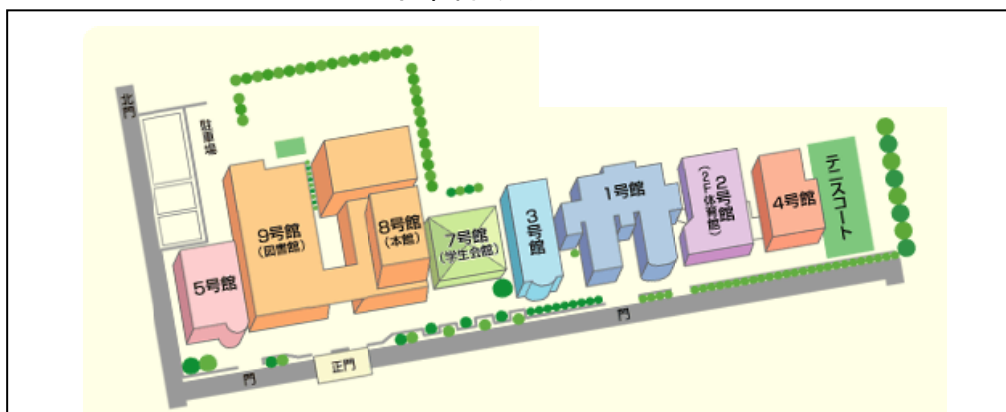 北門
駐車場
5号館
9号館
(図書館)
8号館
(本館)
7号館
(学生会館)
3号館
1号館
2号館
(2F 体育館)
4号館
テニスコート
門
正門
門